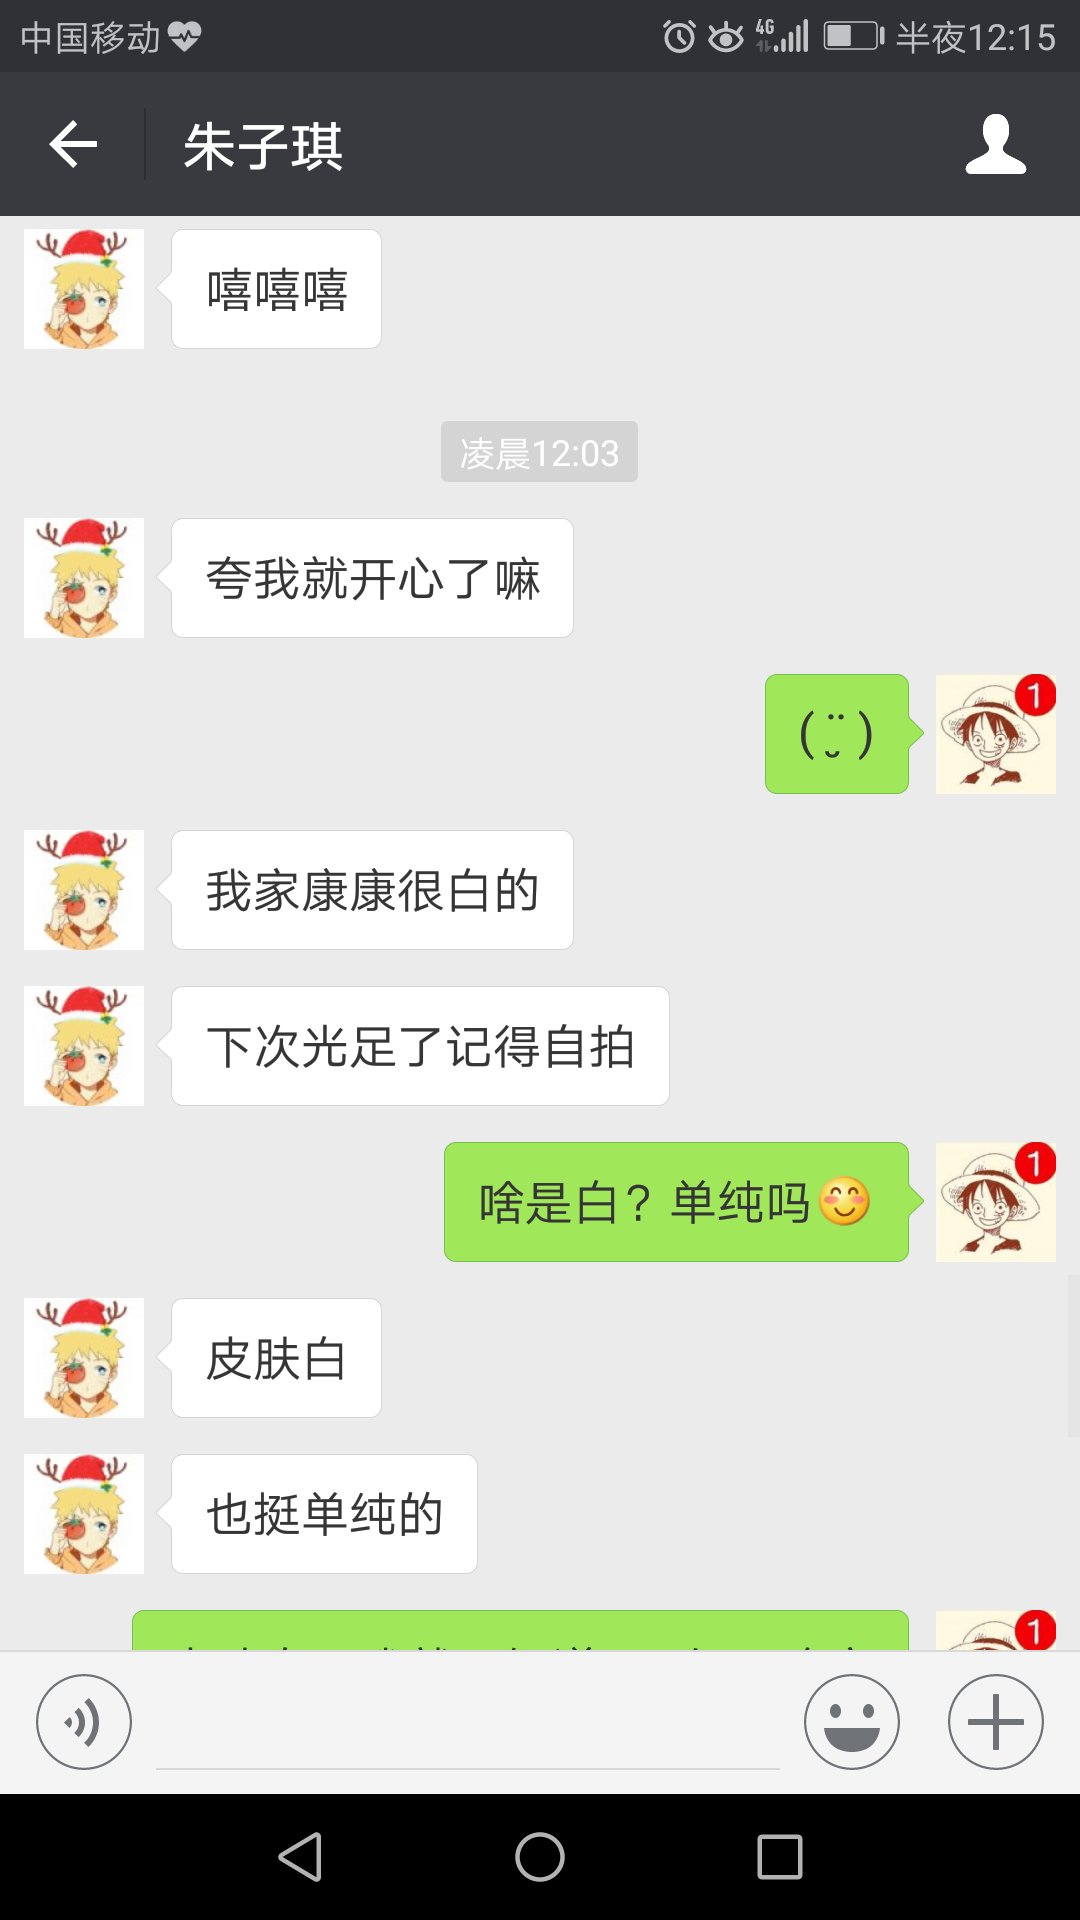 中国移动
4G
半夜12:15
朱子琪
嘻嘻嘻
凌晨12:03
夸我就开心了嘛
1
( ¨̮ )
我家康康很白的
下次光足了记得自拍
啥是白？单纯吗😊
1
皮肤白
也挺单纯的
1